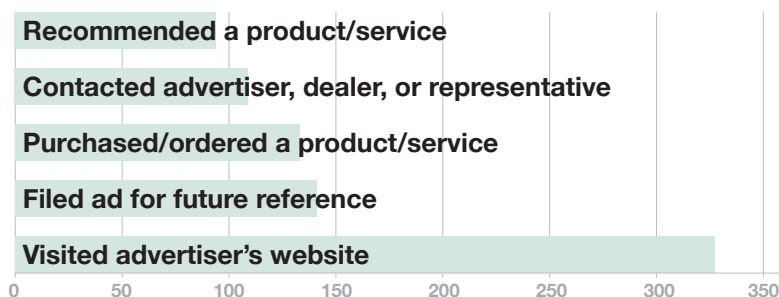 Recommended a product/service
Contacted advertiser, dealer, or representative
Purchased/ordered a product/service
Filed ad for future reference
Visited advertiser’s website
0 50 100 150 200 250 300 350